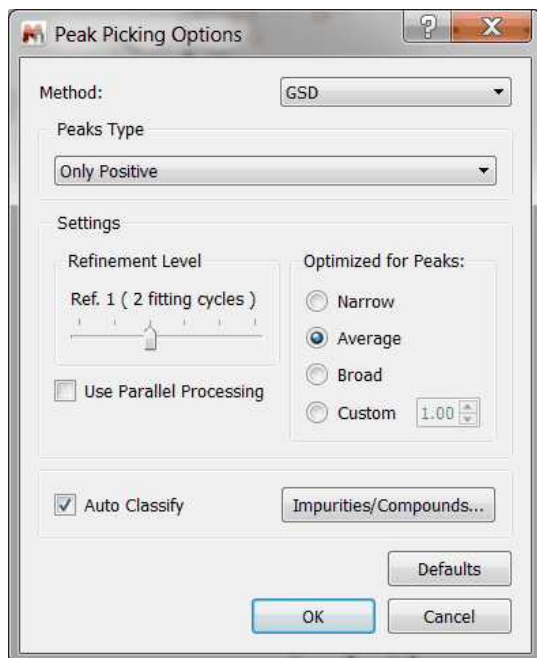 Peak Picking Options
Method:
GSD
Peaks Type
Only Positive
Settings
Refinement Level
Ref. 1 ( 2 fitting cycles )
Use Parallel Processing
Optimized for Peaks:
Narrow
Average
Broad
Custom
1.00
Auto Classify
Impurities/Compounds...
Defaults
OK
Cancel